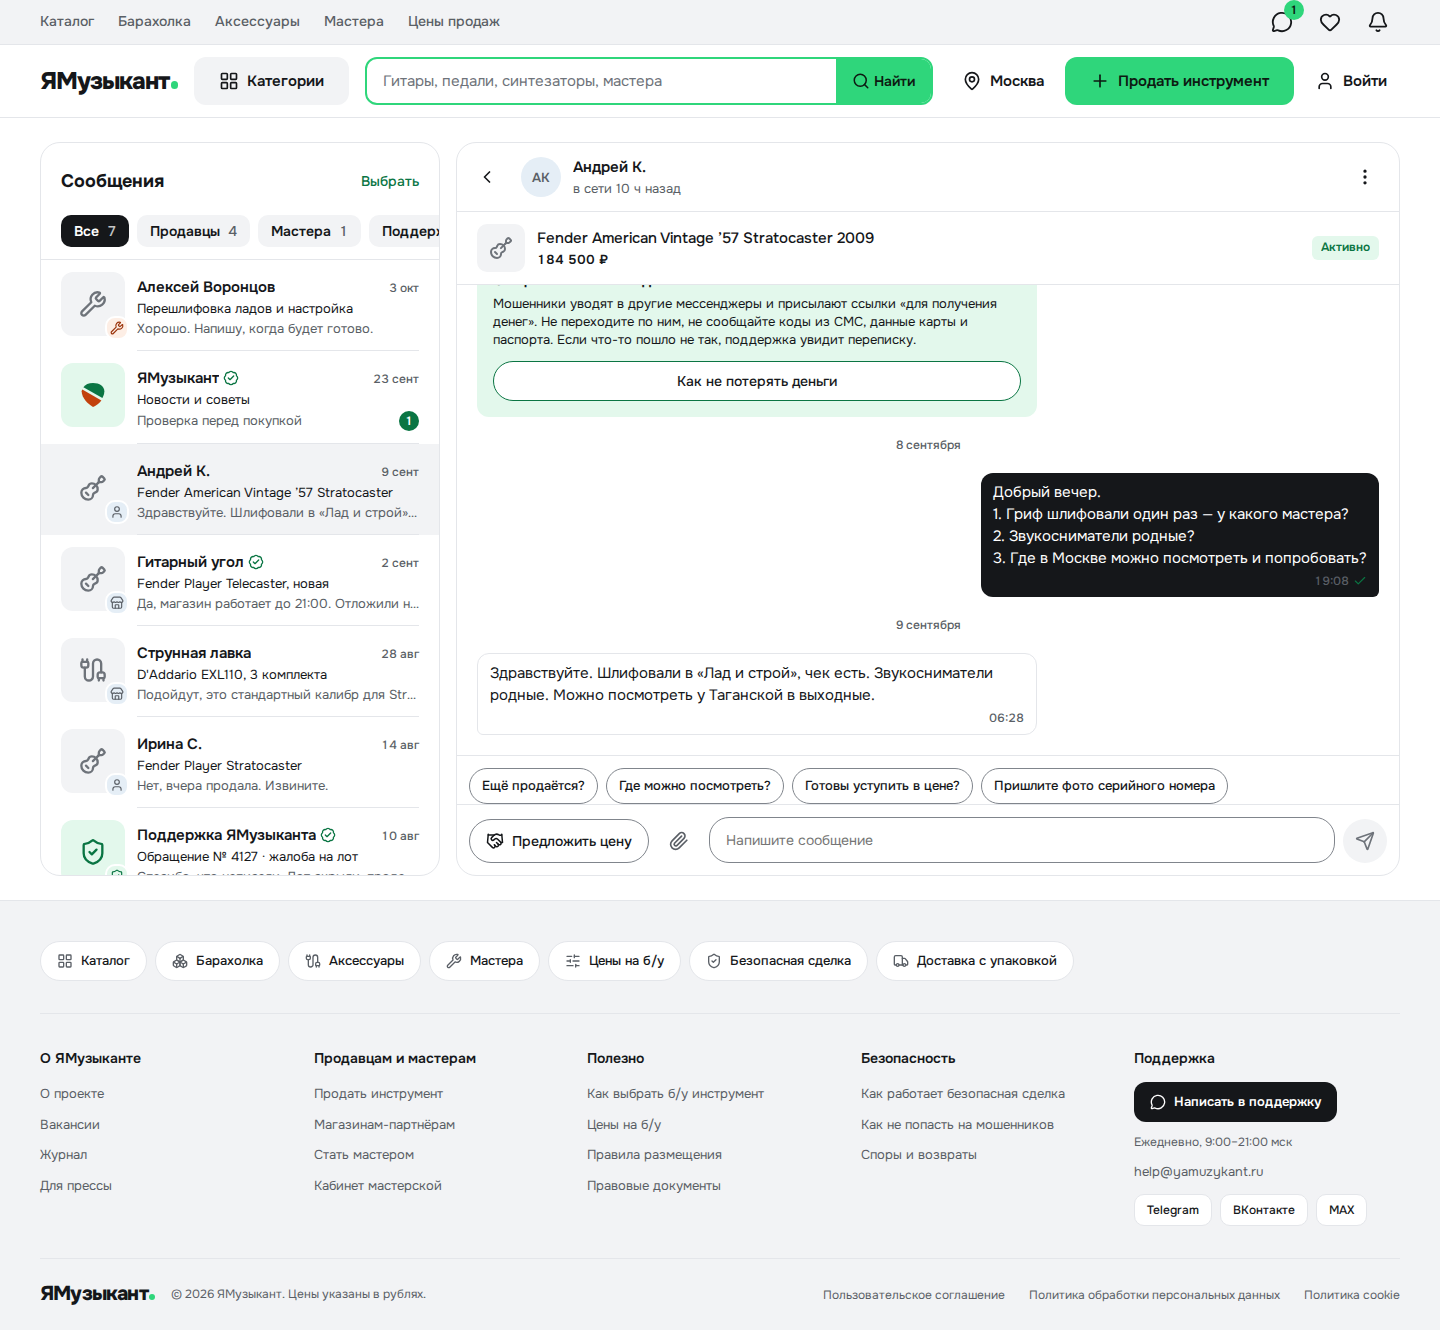 Каталог Барахолка Аксессуары Мастера Цены продаж 1
ЯМузыкант. Категории Гитары, педали, синтезаторы, мастера Найти Москва Продать инструмент Войти
Сообщения Выбрать
Все 7 Продавцы 4 Мастера 1
Алексей Воронцов 3 окт
Перешлифовка ладов и настройка
Хорошо. Напишу, когда будет готово.
ЯМузыкант 23 сент
Новости и советы
Проверка перед покупкой 1
Андрей К. 9 сент
Fender American Vintage ’57 Stratocaster
Здравствуйте. Шлифовали в «Лад и строй»...
Гитарный угол 2 сент
Fender Player Telecaster, новая
Да, магазин работает до 21:00. Отложили н...
Струнная лавка 28 авг
D'Addario EXL110, 3 комплекта
Подойдут, это стандартный калибр для Str...
Ирина С. 14 авг
Fender Player Stratocaster
Нет, вчера продала. Извините.
Поддержка ЯМузыканта 10 авг
Обращение № 4127 · жалоба на лот
АК Андрей К.
в сети 10 ч назад
Fender American Vintage ’57 Stratocaster 2009
184 500 ₽
Активно
Мошенники уводят в другие мессенджеры и присылают ссылки «для получения
денег». Не переходите по ним, не сообщайте коды из СМС, данные карты и
паспорта. Если что-то пошло не так, поддержка увидит переписку.
Как не потерять деньги
8 сентября
Добрый вечер.
1. Гриф шлифовали один раз — у какого мастера?
2. Звукосниматели родные?
3. Где в Москве можно посмотреть и попробовать?
19:08
9 сентября
Здравствуйте. Шлифовали в «Лад и строй», чек есть. Звукосниматели
родные. Можно посмотреть у Таганской в выходные.
06:28
Ещё продаётся? Где можно посмотреть? Готовы уступить в цене? Пришлите фото серийного номера
Предложить цену Напишите сообщение
Каталог Барахолка Аксессуары Мастера Цены на б/у Безопасная сделка Доставка с упаковкой
О ЯМузыканте
О проекте
Вакансии
Журнал
Для прессы
Продавцам и мастерам
Продать инструмент
Магазинам-партнёрам
Стать мастером
Кабинет мастерской
Полезно
Как выбрать б/у инструмент
Цены на б/у
Правила размещения
Правовые документы
Безопасность
Как работает безопасная сделка
Как не попасть на мошенников
Споры и возвраты
Поддержка
Написать в поддержку
Ежедневно, 9:00–21:00 мск
help@yamuzykant.ru
Telegram ВКонтакте MAX
ЯМузыкант. © 2026 ЯМузыкант. Цены указаны в рублях. Пользовательское соглашение Политика обработки персональных данных Политика cookie